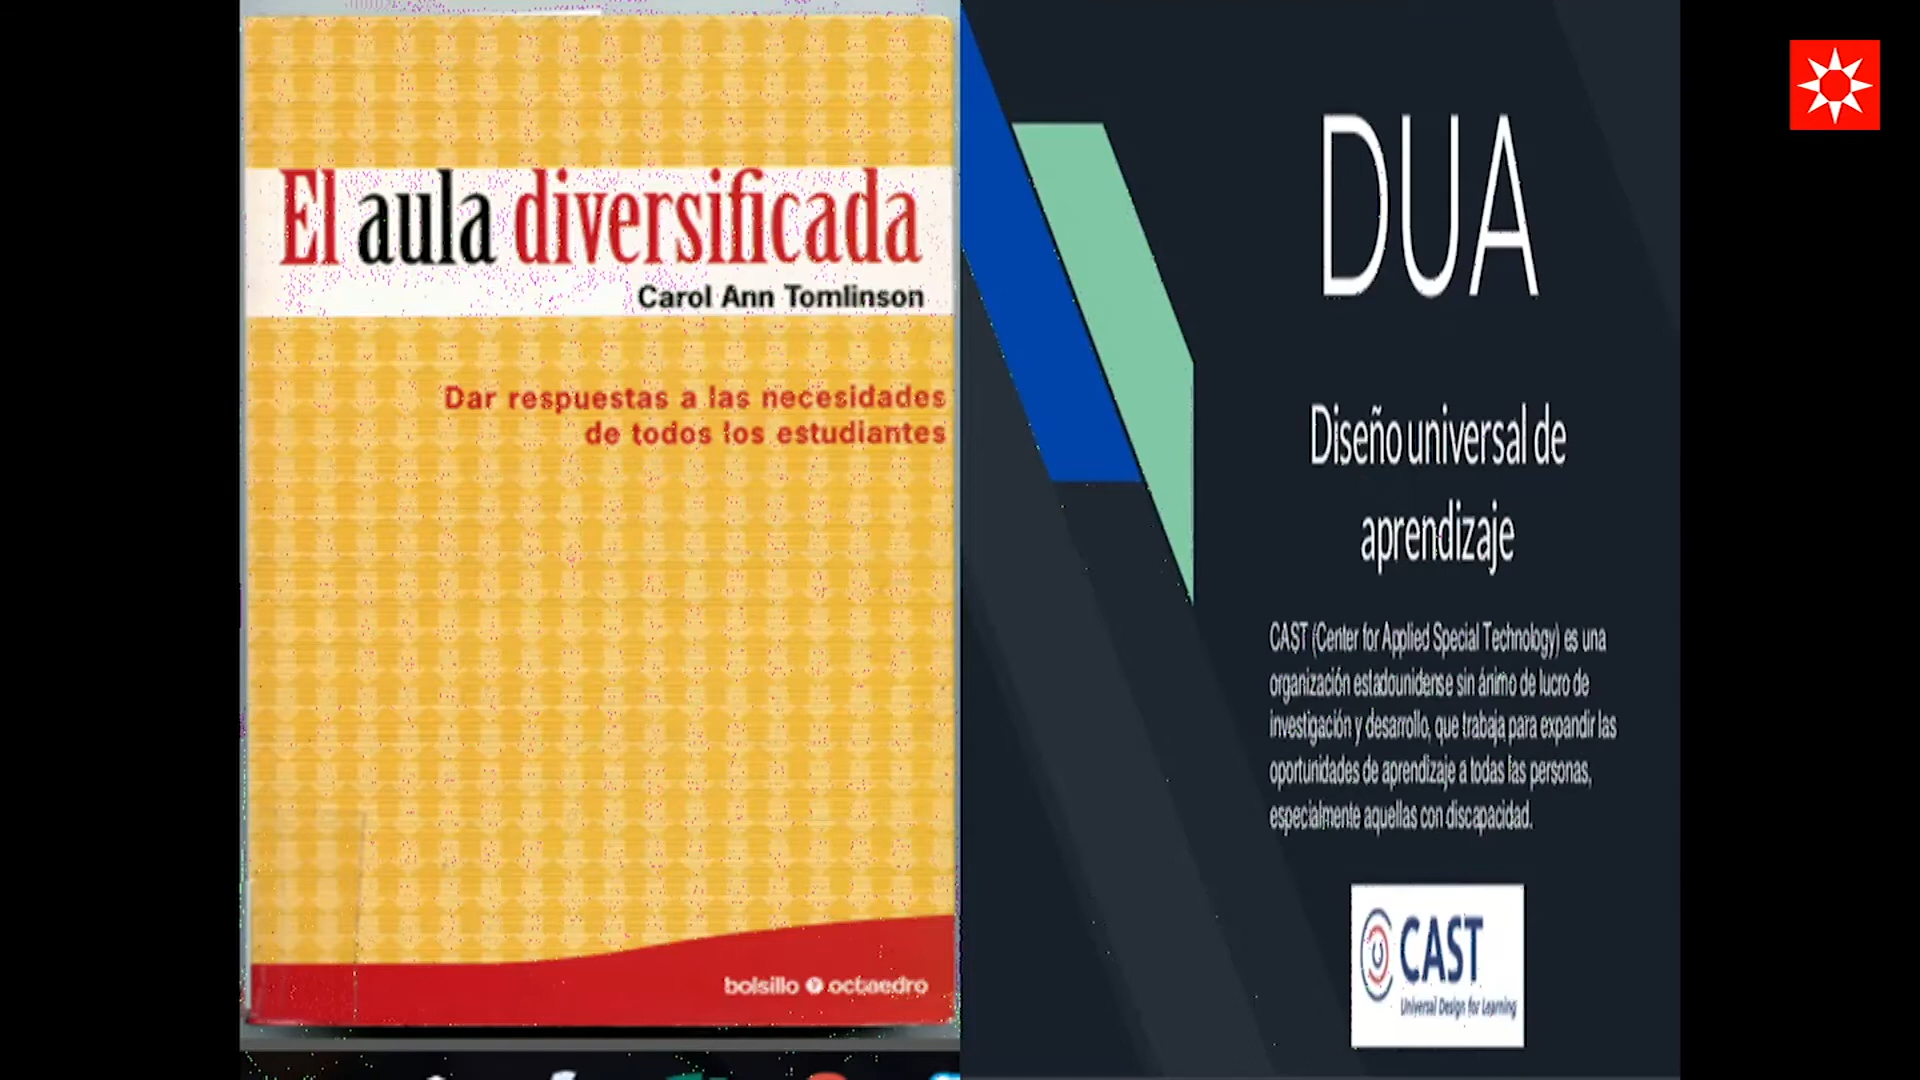 El aula diversificada
Carol Ann Tomlinson
Dar respuestas a las necesidades
de todos los estudiantes
bolsillo octaedro
DUA
Diseño universal de
aprendizaje
CAST (Center for Applied Special Technology) es una
organización estadounidense sin ánimo de lucro de
investigación y desarrollo, que trabaja para expandir las
oportunidades de aprendizaje a todas las personas,
especialmente aquellas con discapacidad.
CAST
Universal Design for Learning